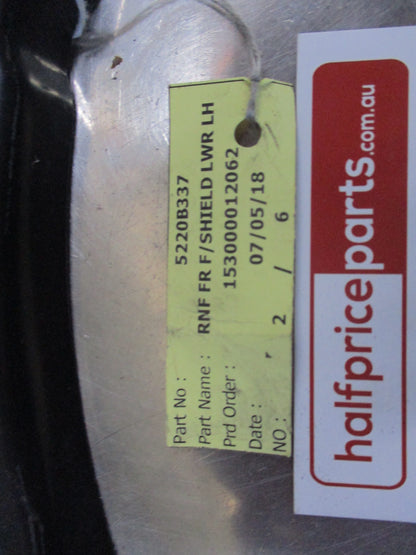 Part No : 5220B337
Part Name : RNF FR F/SHIELD LWR LH
Prd Order : 153000012062
Date : 07/05/18
NO : 2 / 6
halfpriceparts.com.au